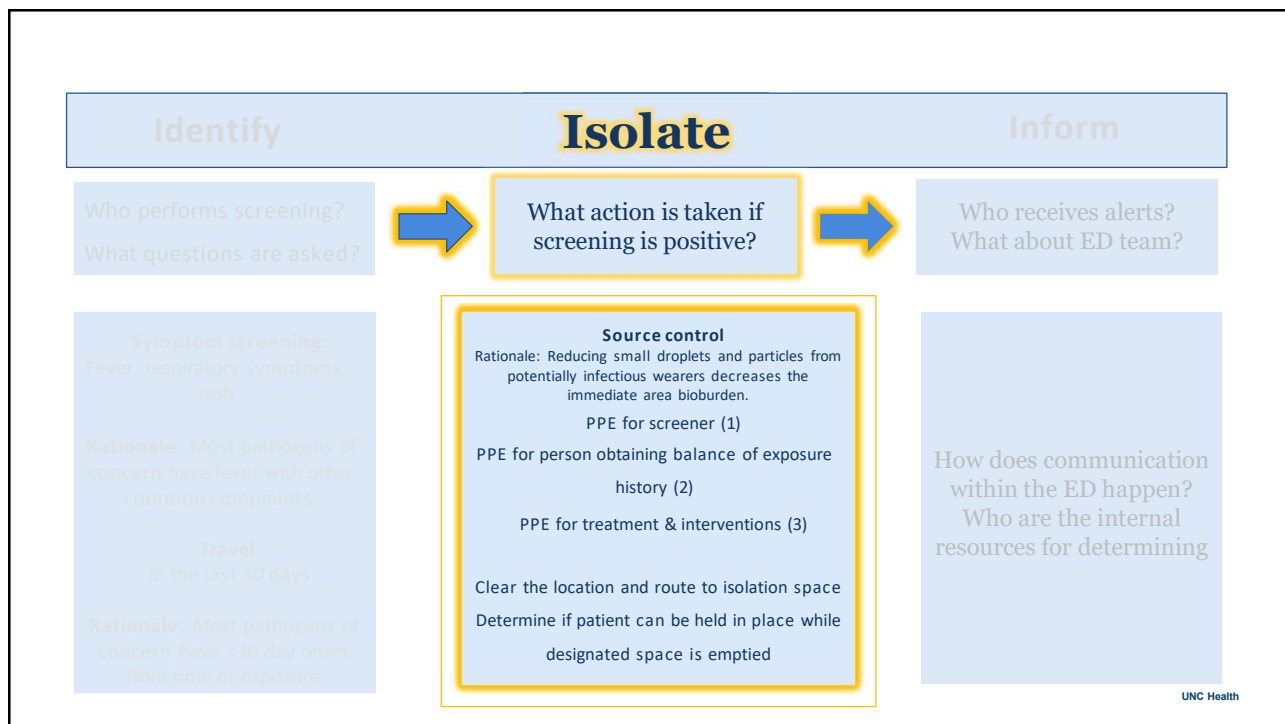 Identify
Isolate
Inform
Who performs screening?
What questions are asked?
What action is taken if
screening is positive?
Who receives alerts?
What about ED team?
Symptom screening:
Fever, respiratory symptoms,
rash
Rationale: Most pathogens of
concern have fever with other
common complaints
Travel:
In the last 30 days
Rationale: Most pathogens of
concern have <30 day onset
from time of exposure
Source control
Rationale: Reducing small droplets and particles from
potentially infectious wearers decreases the
immediate area bioburden.
PPE for screener (1)
PPE for person obtaining balance of exposure
history (2)
PPE for treatment & interventions (3)
Clear the location and route to isolation space
Determine if patient can be held in place while
designated space is emptied
How does communication
within the ED happen?
Who are the internal
resources for determining
UNC Health